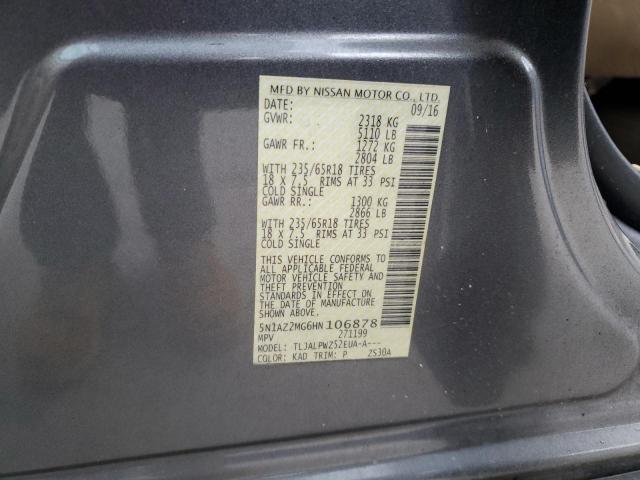 MFD BY NISSAN MOTOR CO., LTD.
DATE: 09/16
GVWR: 2318 KG
5110 LB
GAWR FR.: 1272 KG
2804 LB
WITH 235/65R18 TIRES
18 X 7.5 RIMS AT 33 PSI
COLD SINGLE
GAWR RR.: 1300 KG
2866 LB
WITH 235/65R18 TIRES
18 X 7.5 RIMS AT 33 PSI
COLD SINGLE
THIS VEHICLE CONFORMS TO
ALL APPLICABLE FEDERAL
MOTOR VEHICLE SAFETY AND
THEFT PREVENTION
STANDARDS IN EFFECT ON
THE DATE OF MANUFACTURE
SHOWN ABOVE.
5N1AZ2MG6HN106878
MPV 271199
MODEL: TLJALPWZ52EUA-A---
COLOR: KAD TRIM: P ZS30A